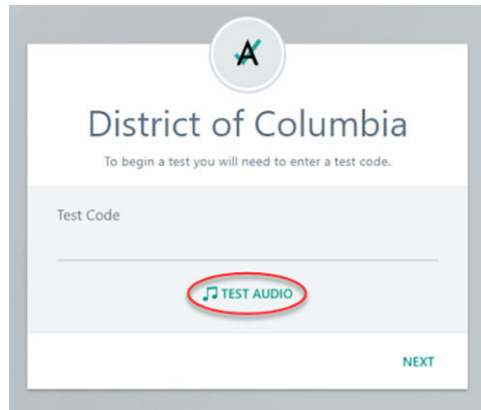 District of Columbia
To begin a test you will need to enter a test code.
Test Code
TEST AUDIO
NEXT